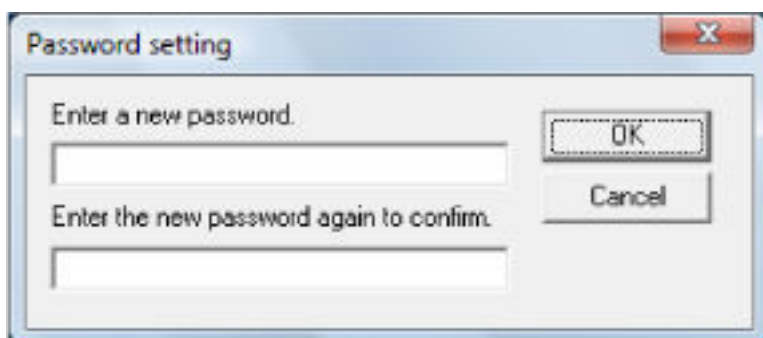 Password setting
Enter a new password.
OK
Cancel
Enter the new password again to confirm.